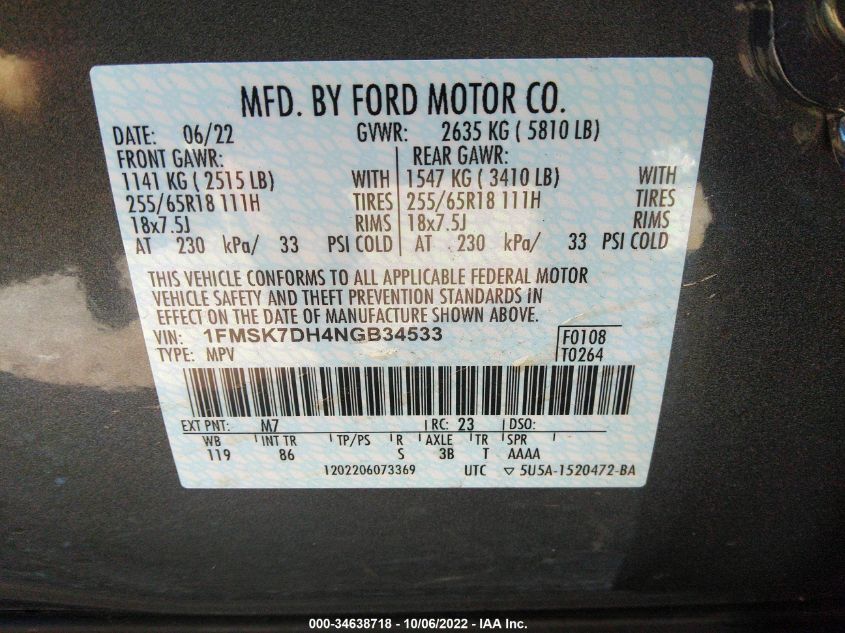 MFD. BY FORD MOTOR CO.
DATE: 06/22 GVWR: 2635 KG ( 5810 LB)
FRONT GAWR: REAR GAWR:
1141 KG ( 2515 LB) WITH 1547 KG ( 3410 LB) WITH
255/65R18 111H TIRES 255/65R18 111H TIRES
18x7.5J RIMS 18x7.5J RIMS
AT 230 kPa/ 33 PSI COLD AT 230 kPa/ 33 PSI COLD
THIS VEHICLE CONFORMS TO ALL APPLICABLE FEDERAL MOTOR
VEHICLE SAFETY AND THEFT PREVENTION STANDARDS IN
EFFECT ON THE DATE OF MANUFACTURE SHOWN ABOVE.
VIN: 1FMSK7DH4NGB34533 F0108
TYPE: MPV T0264
EXT PNT: M7 RC: 23 DSO:
WB INT TR TP/PS R AXLE TR SPR
119 86 S 3B T AAAA
1202206073369 UTC ▽ 5U5A-1520472-BA
000-34638718 - 10/06/2022 - IAA Inc.